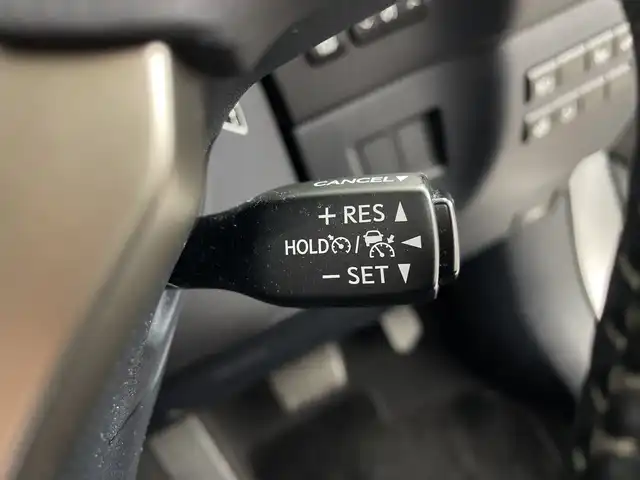 CANCEL▼
+ RES ▲
HOLD / ◀
− SET ▼